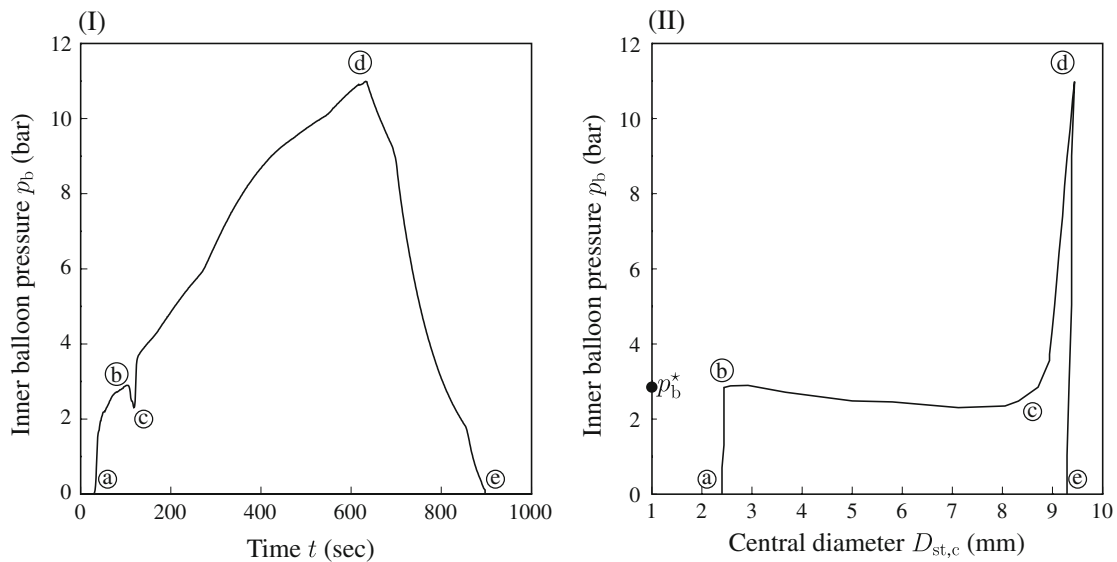 (I)
12
10
8
6
4
2
0
Inner balloon pressure p_b (bar)
ⓐ
ⓑ
ⓒ
ⓓ
ⓔ
0 200 400 600 800 1000
Time t (sec)
(II)
12
10
8
6
4
2
0
Inner balloon pressure p_b (bar)
p_b^⋆
ⓐ
ⓑ
ⓒ
ⓓ
ⓔ
1 2 3 4 5 6 7 8 9 10
Central diameter D_st,c (mm)